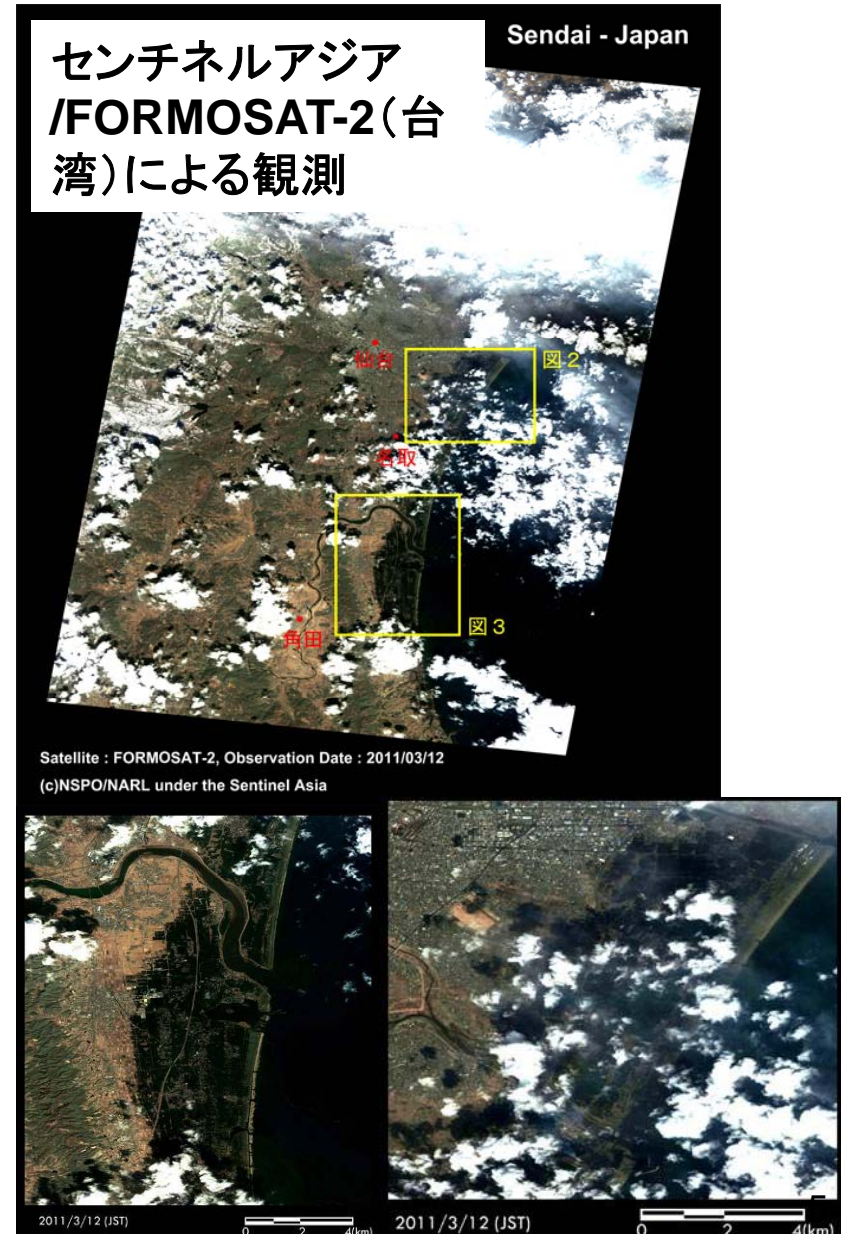 Sendai - Japan
センチネルアジア
/FORMOSAT-2（台
湾）による観測
仙台
図２
名取
図３
角田
Satellite : FORMOSAT-2, Observation Date : 2011/03/12
(c)NSPO/NARL under the Sentinel Asia
2011/3/12 (JST)
0 2 4(km)
2011/3/12 (JST)
0 2 4(km)